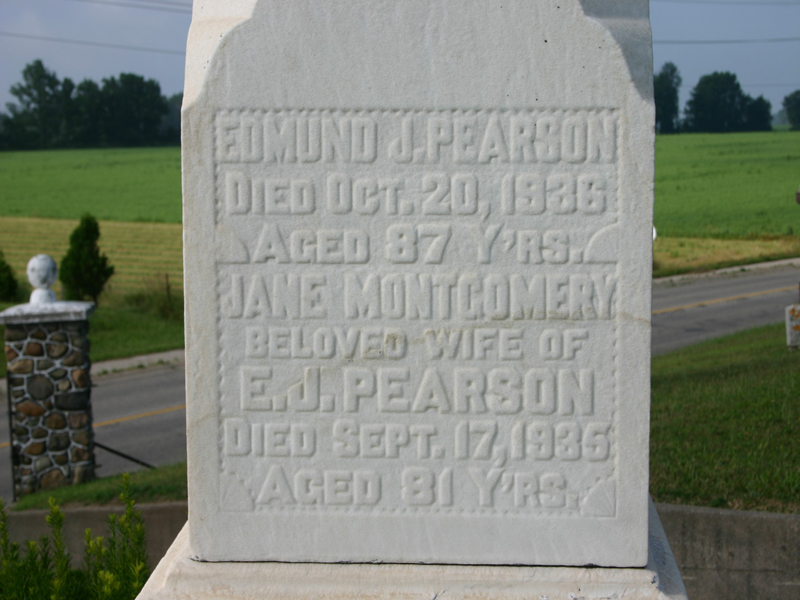 EDMUND J. PEARSON
DIED OCT. 20, 1936
AGED 87 Y'RS.
JANE MONTGOMERY
BELOVED WIFE OF
E. J. PEARSON
DIED SEPT. 17, 1935
AGED 81 Y'RS.